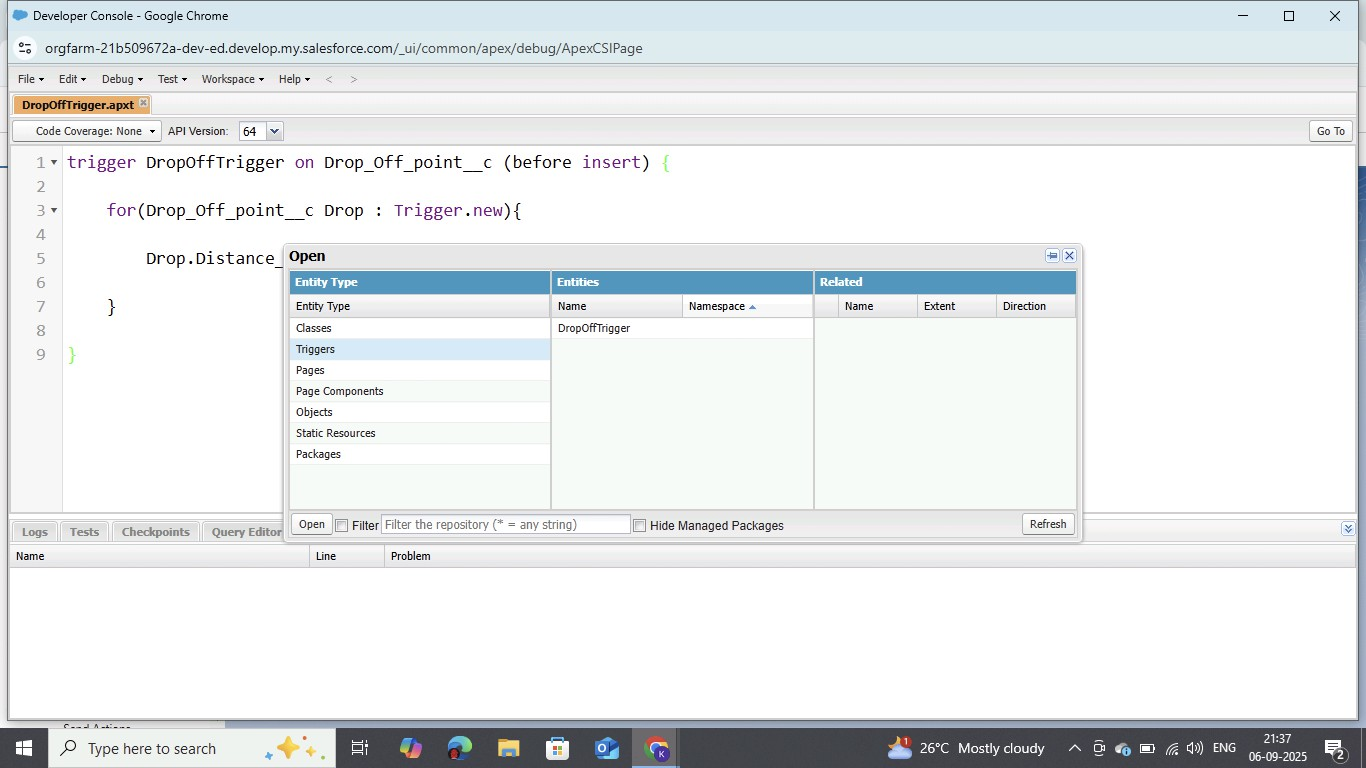 Developer Console - Google Chrome
orgfarm-21b509672a-dev-ed.develop.my.salesforce.com/_ui/common/apex/debug/ApexCSIPage
File Edit Debug Test Workspace Help < >
DropOffTrigger.apxt
Code Coverage: None API Version: 64 Go To
1 trigger DropOffTrigger on Drop_Off_point__c (before insert) {
2
3 for(Drop_Off_point__c Drop : Trigger.new){
4
5 Drop.Distance_
6
7 }
8
9 }
Open
Entity Type Entities Related
Entity Type Name Namespace Name Extent Direction
Classes DropOffTrigger
Triggers
Pages
Page Components
Objects
Static Resources
Packages
Open Filter Filter the repository (* = any string) Hide Managed Packages Refresh
Logs Tests Checkpoints Query Editor
Name Line Problem
Type here to search
K
1
26°C Mostly cloudy
ENG
21:37
06-09-2025
2